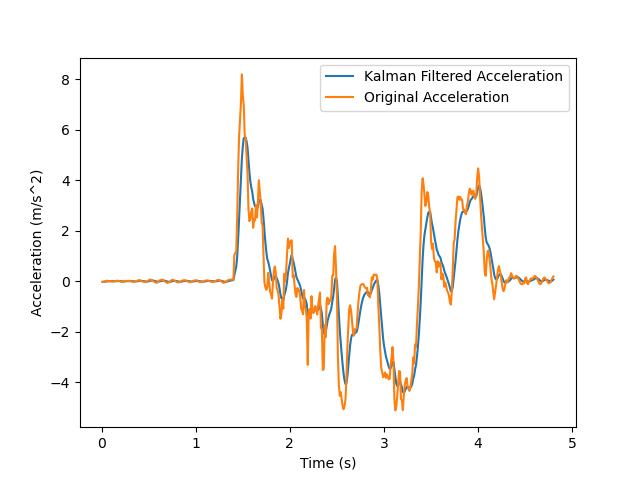 Kalman Filtered Acceleration
Original Acceleration
8
6
4
2
0
−2
−4
Acceleration (m/s^2)
0 1 2 3 4 5
Time (s)